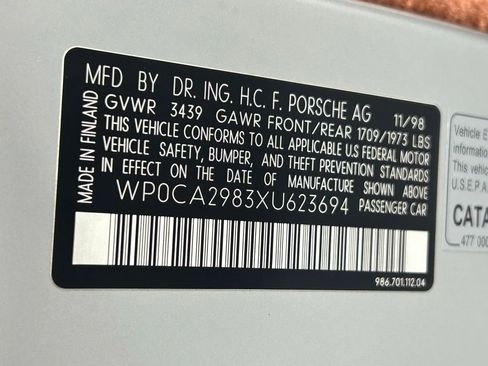 MFD BY DR. ING. H.C. F. PORSCHE AG 11/98
GVWR 3439 GAWR FRONT/REAR 1709/1973 LBS
THIS VEHICLE CONFORMS TO ALL APPLICABLE U.S FEDERAL MOTOR
VEHICLE SAFETY, BUMPER, AND THEFT PREVENTION STANDARDS
IN EFFECT ON THE DATE OF MANUFACTURE SHOWN ABOVE
WP0CA2983XU623694 PASSENGER CAR
MADE IN FINLAND
986.701.112.04
Vehicle E
information
This vehic
U.S.E.P.A
CATA
477 000